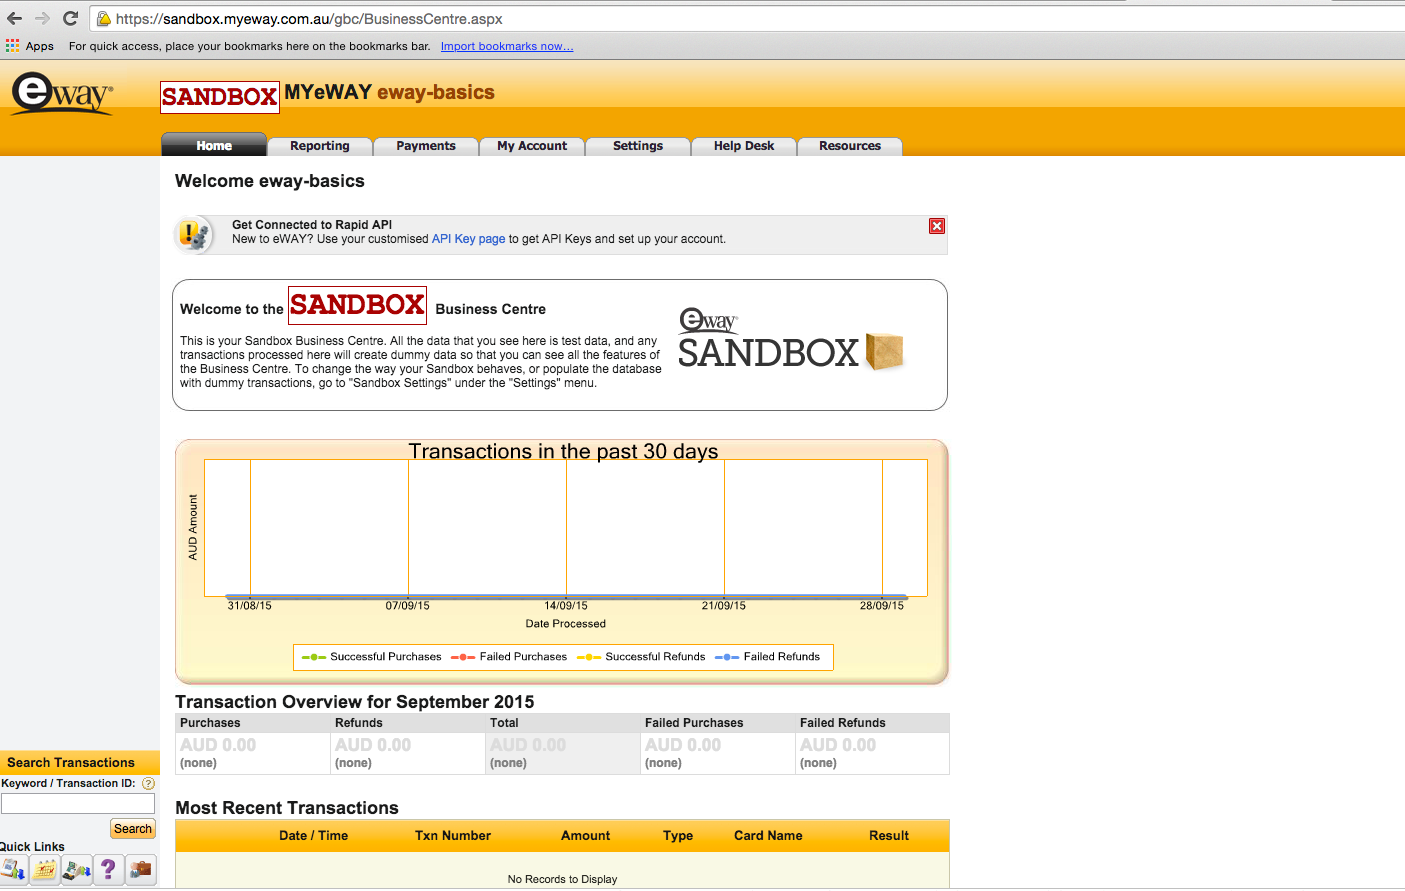 https://sandbox.myeway.com.au/gbc/BusinessCentre.aspx
Apps For quick access, place your bookmarks here on the bookmarks bar. Import bookmarks now...
eway®
SANDBOX MYeWAY eway-basics
Home Reporting Payments My Account Settings Help Desk Resources
Welcome eway-basics
Get Connected to Rapid API
New to eWAY? Use your customised API Key page to get API Keys and set up your account.
Welcome to the SANDBOX Business Centre
This is your Sandbox Business Centre. All the data that you see here is test data, and any
transactions processed here will create dummy data so that you can see all the features of
the Business Centre. To change the way your Sandbox behaves, or populate the database
with dummy transactions, go to "Sandbox Settings" under the "Settings" menu.
eway
SANDBOX
Transactions in the past 30 days
AUD Amount
31/08/15 07/09/15 14/09/15 21/09/15 28/09/15
Date Processed
Successful Purchases Failed Purchases Successful Refunds Failed Refunds
Transaction Overview for September 2015
Purchases Refunds Total Failed Purchases Failed Refunds
AUD 0.00 AUD 0.00 AUD 0.00 AUD 0.00 AUD 0.00
(none) (none) (none) (none) (none)
Search Transactions
Keyword / Transaction ID: ?
Search
Quick Links
?
Most Recent Transactions
Date / Time Txn Number Amount Type Card Name Result
No Records to Display